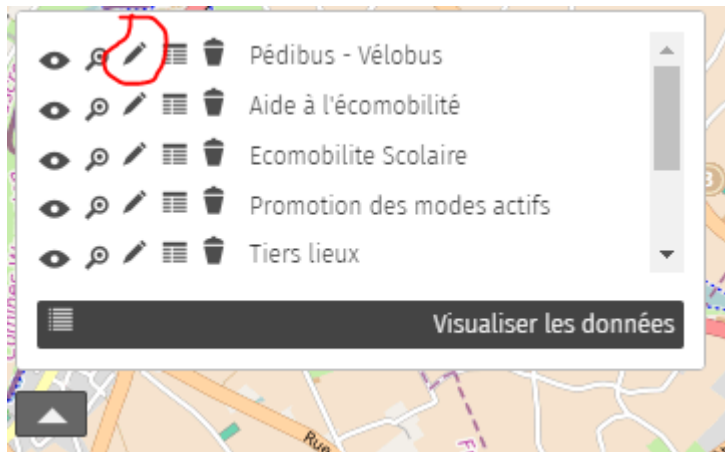 Pédibus - Vélobus
Aide à l'écomobilité
Ecomobilite Scolaire
Promotion des modes actifs
Tiers lieux
Visualiser les données
Rue